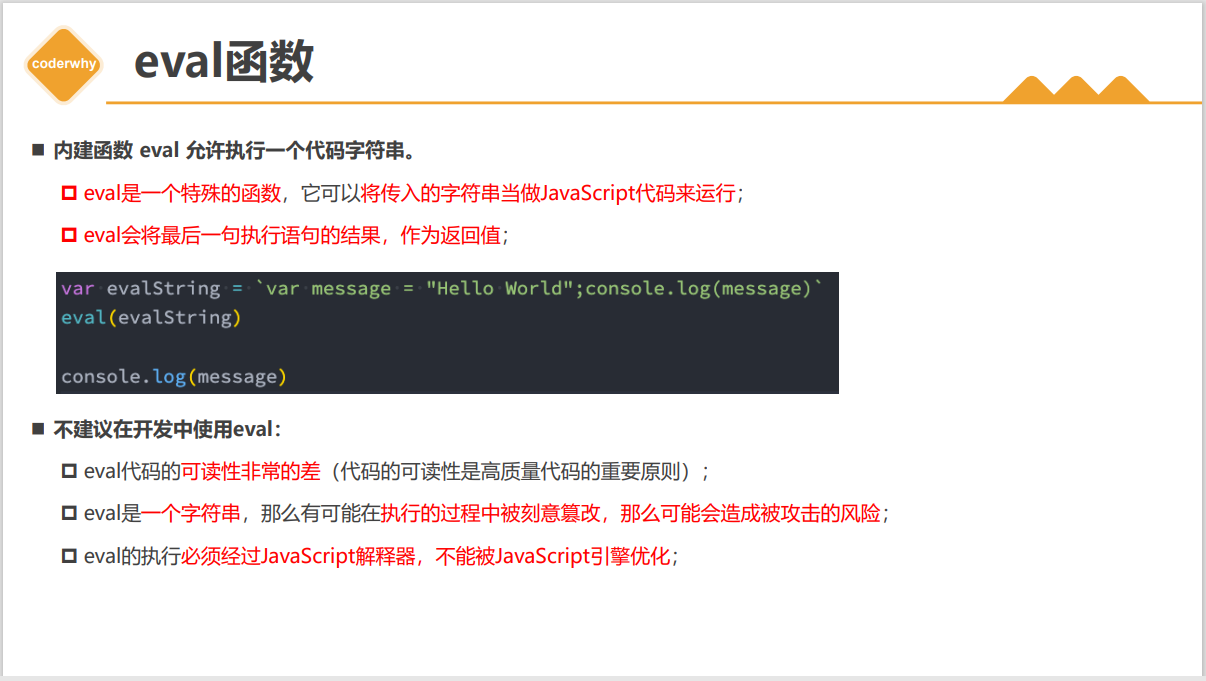 coderwhy
eval函数
内建函数 eval 允许执行一个代码字符串。
eval是一个特殊的函数，它可以将传入的字符串当做JavaScript代码来运行；
eval会将最后一句执行语句的结果，作为返回值；
var evalString = `var message = "Hello World";console.log(message)`
eval(evalString)
console.log(message)
不建议在开发中使用eval：
eval代码的可读性非常的差（代码的可读性是高质量代码的重要原则）；
eval是一个字符串，那么有可能在执行的过程中被刻意篡改，那么可能会造成被攻击的风险；
eval的执行必须经过JavaScript解释器，不能被JavaScript引擎优化；